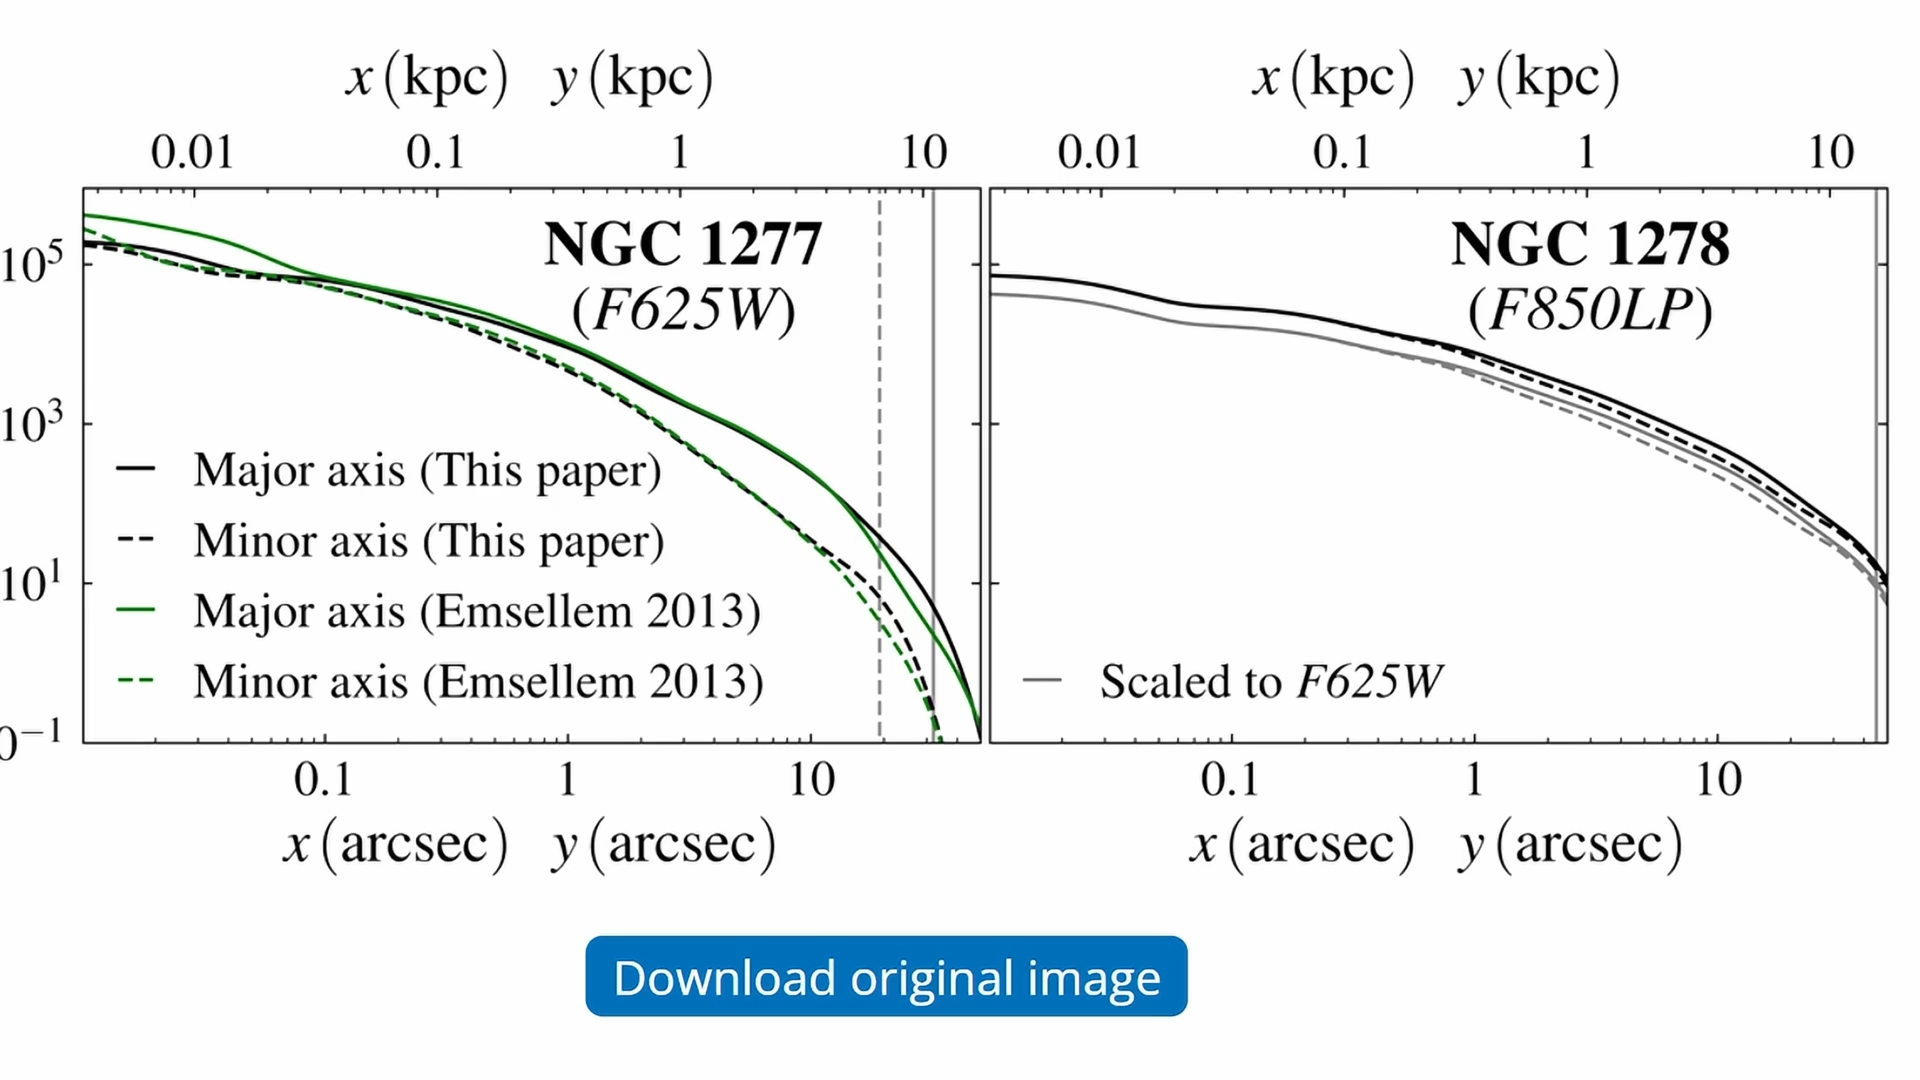 x (kpc) y (kpc)
0.01 0.1 1 10
NGC 1277
(F625W)
10⁵
10³
10¹
0⁻¹
Major axis (This paper)
Minor axis (This paper)
Major axis (Emsellem 2013)
Minor axis (Emsellem 2013)
0.1 1 10
x (arcsec) y (arcsec)
x (kpc) y (kpc)
0.01 0.1 1 10
NGC 1278
(F850LP)
Scaled to F625W
0.1 1 10
x (arcsec) y (arcsec)
Download original image